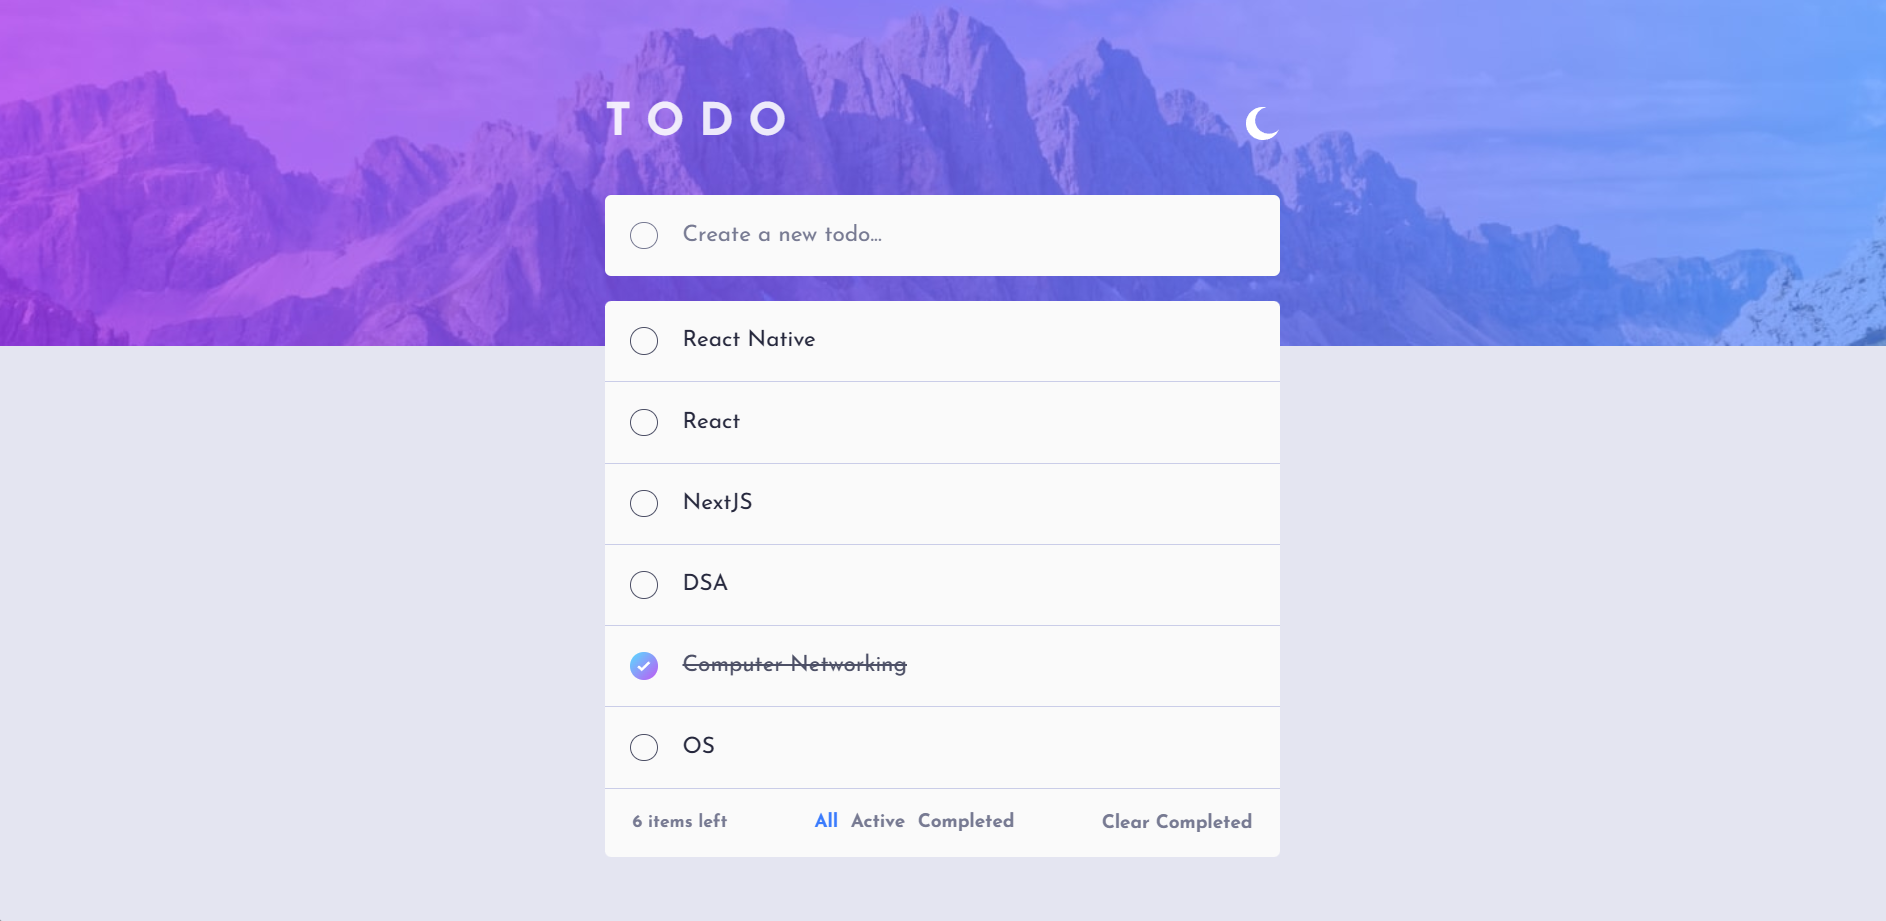 TODO
Create a new todo...
React Native
React
NextJS
DSA
Computer Networking
OS
6 items left All Active Completed Clear Completed